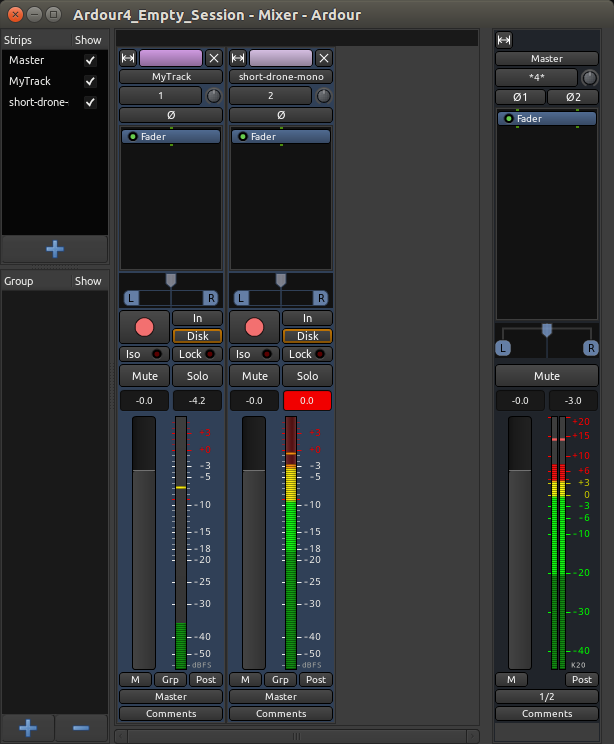 Ardour4_Empty_Session - Mixer - Ardour
Strips Show
Master
MyTrack
short-drone-
Group Show
MyTrack
1
Ø
Fader
L R
In
Disk
Iso Lock
Mute Solo
-0.0 -4.2
-3
-5
-10
-15
-18
-20
-25
-30
-40
-50
dBFS
M Grp Post
Master
Comments
short-drone-mono
2
Ø
Fader
L R
In
Disk
Iso Lock
Mute Solo
-0.0 0.0
-3
-5
-10
-15
-18
-20
-25
-30
-40
-50
dBFS
M Grp Post
Master
Comments
Master
*4*
Ø1 Ø2
Fader
L R
Mute
-0.0 -3.0
+20
+15
+10
+6
+3
0
-3
-6
-10
-20
-30
-40
K20
M Post
1/2
Comments